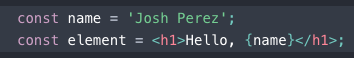 const name = 'Josh Perez';
const element = <h1>Hello, {name}</h1>;